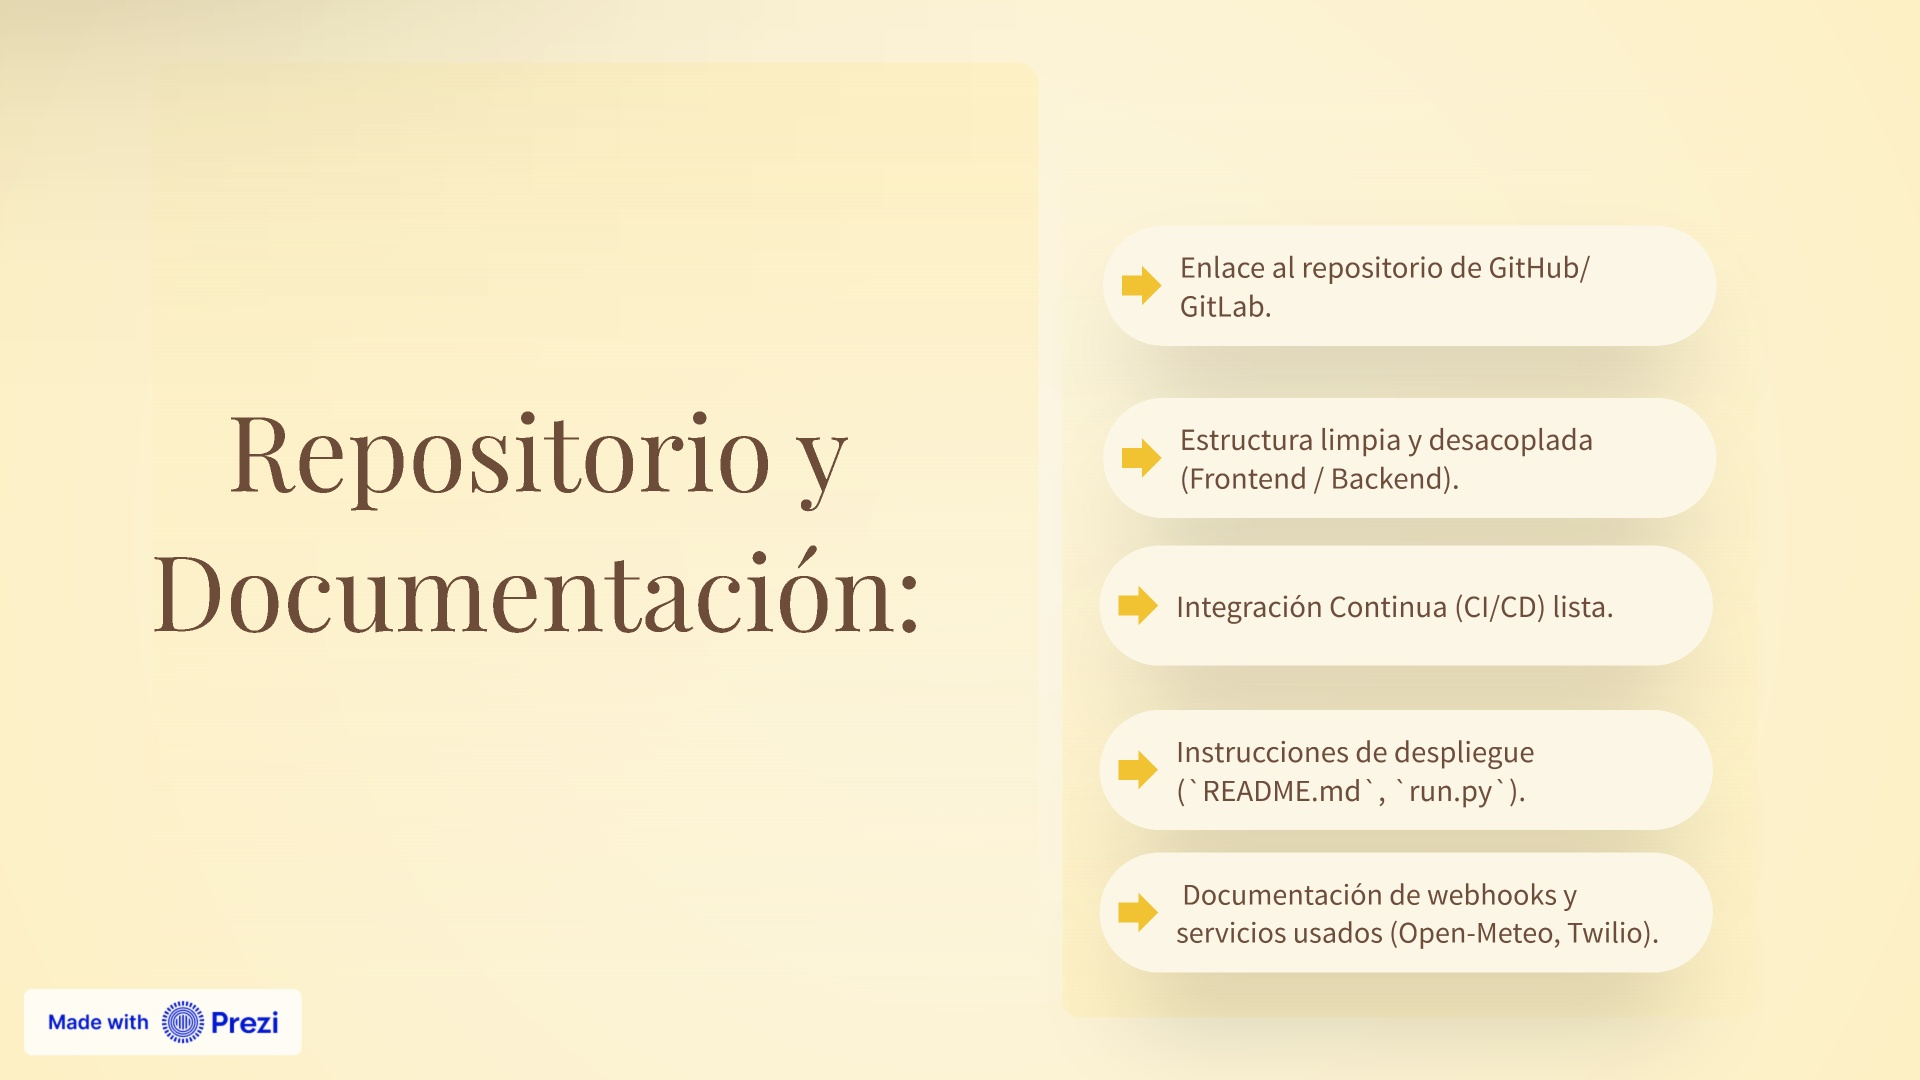 Repositorio y
Documentación:
Enlace al repositorio de GitHub/
GitLab.
Estructura limpia y desacoplada
(Frontend / Backend).
Integración Continua (CI/CD) lista.
Instrucciones de despliegue
(`README.md`, `run.py`).
Documentación de webhooks y
servicios usados (Open-Meteo, Twilio).
Made with Prezi